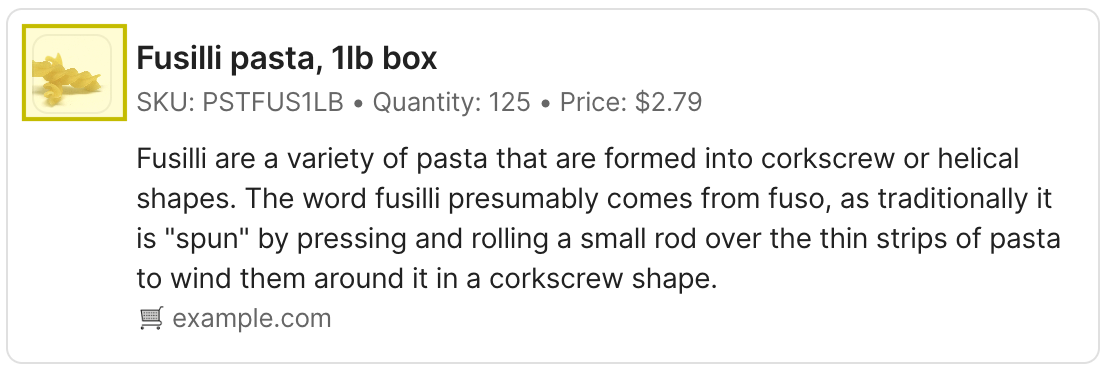 Fusilli pasta, 1lb box
SKU: PSTFUS1LB • Quantity: 125 • Price: $2.79
Fusilli are a variety of pasta that are formed into corkscrew or helical
shapes. The word fusilli presumably comes from fuso, as traditionally it
is "spun" by pressing and rolling a small rod over the thin strips of pasta
to wind them around it in a corkscrew shape.
example.com